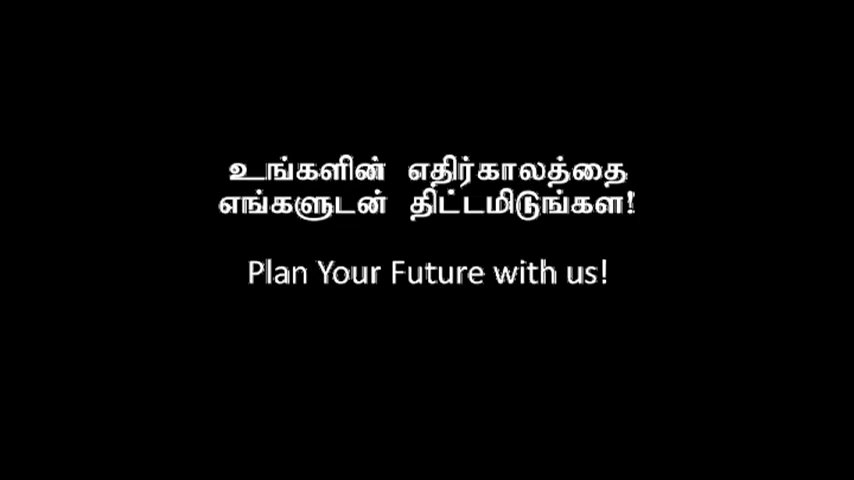 உங்களின் எதிர்காலத்தை
எங்களுடன் திட்டமிடுங்கள!
Plan Your Future with us!